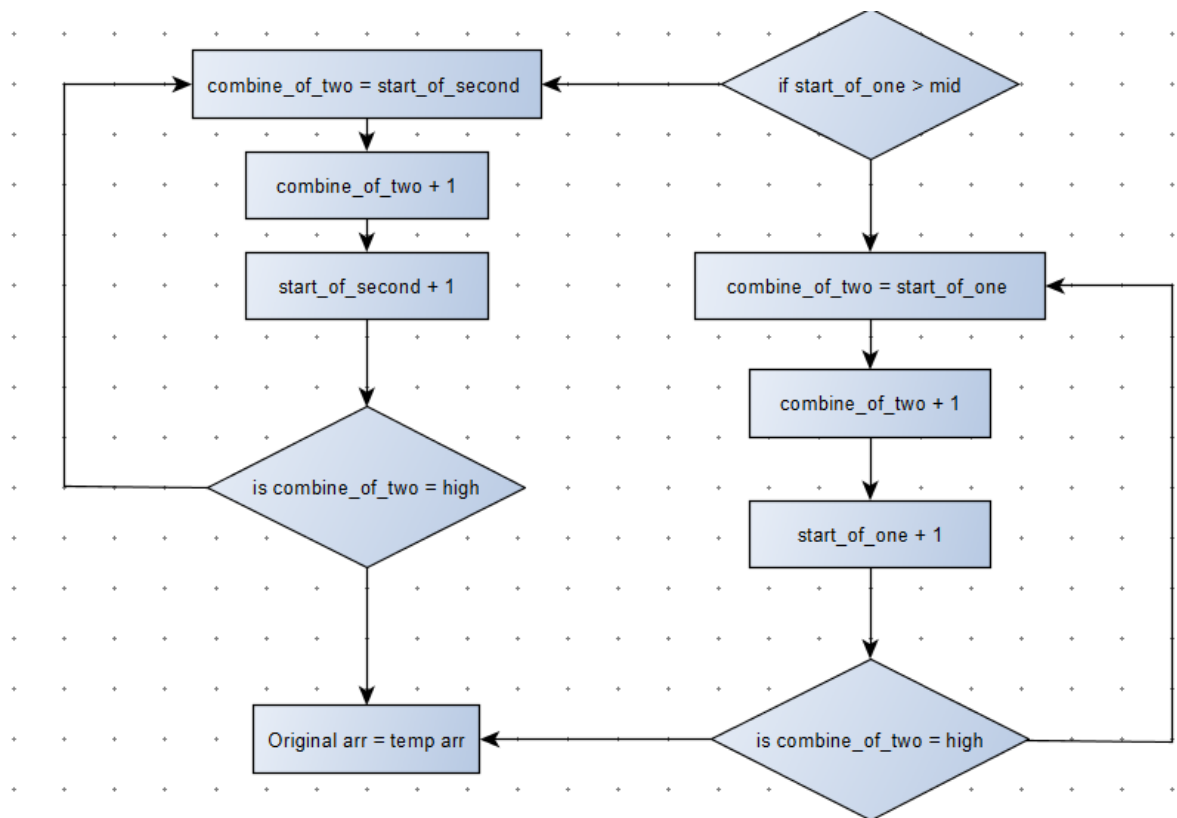 if start_of_one > mid
combine_of_two = start_of_second
combine_of_two + 1
start_of_second + 1
is combine_of_two = high
combine_of_two = start_of_one
combine_of_two + 1
start_of_one + 1
is combine_of_two = high
Original arr = temp arr